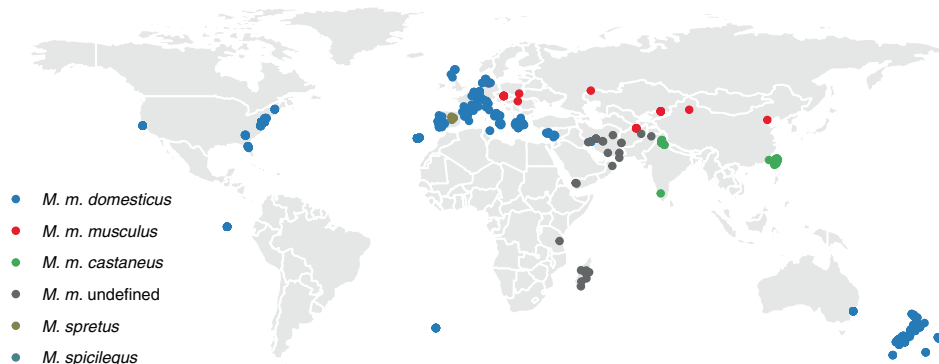 M. m. domesticus
M. m. musculus
M. m. castaneus
M. m. undefined
M. spretus
M. spicilegus